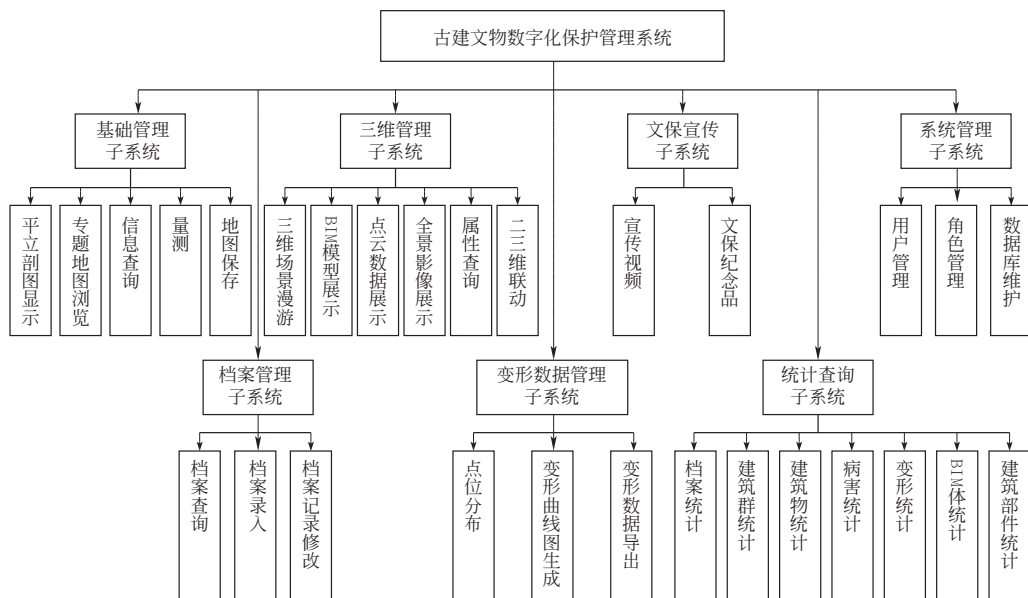 古建文物数字化保护管理系统
基础管理
子系统
三维管理
子系统
文保宣传
子系统
系统管理
子系统
平立剖图显示
专题地图浏览
信息查询
量测
地图保存
三维场景漫游
BIM模型展示
点云数据展示
全景影像展示
属性查询
二三维联动
宣传视频
文保纪念品
用户管理
角色管理
数据库维护
档案管理
子系统
变形数据管理
子系统
统计查询
子系统
档案查询
档案录入
档案记录修改
点位分布
变形曲线图生成
变形数据导出
档案统计
建筑群统计
建筑物统计
病害统计
变形统计
BIM体统计
建筑部件统计